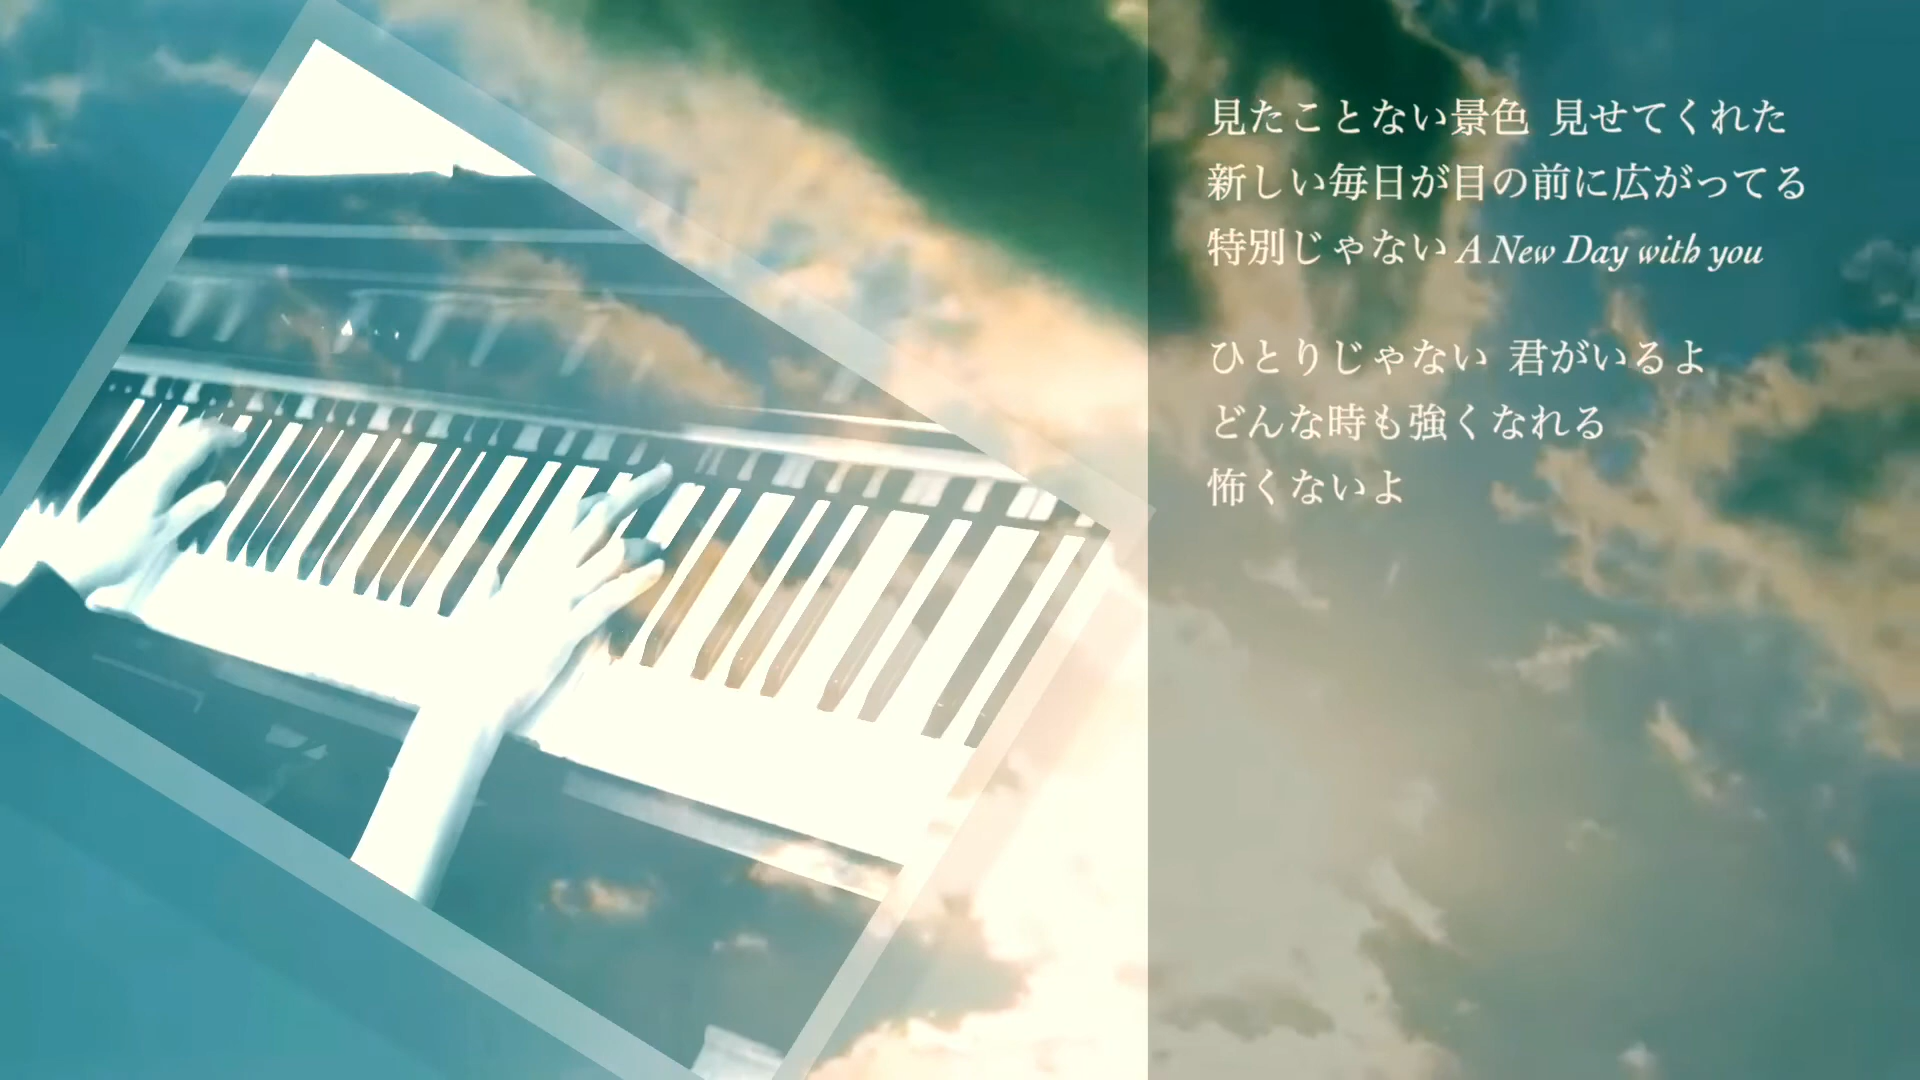 見たことない景色 見せてくれた
新しい毎日が目の前に広がってる
特別じゃない A New Day with you
ひとりじゃない 君がいるよ
どんな時も強くなれる
怖くないよ